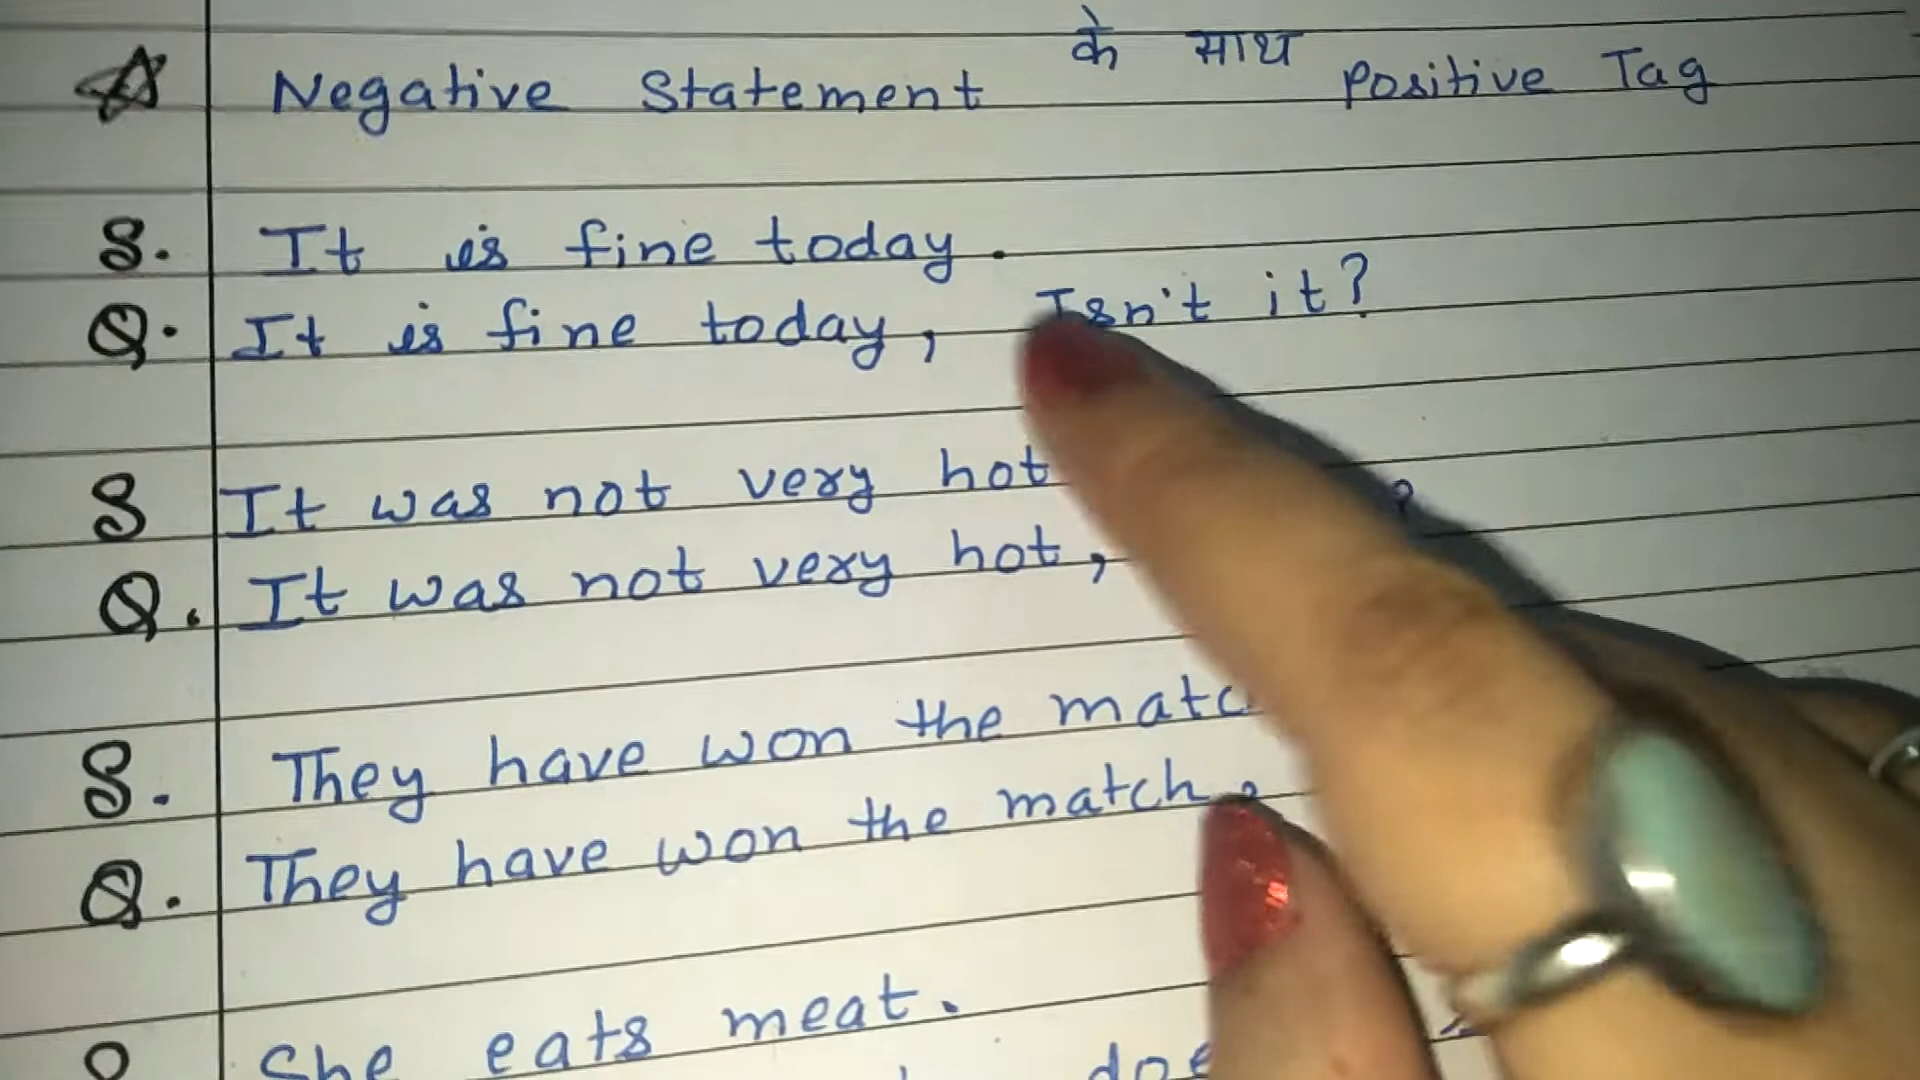 Negative Statement के साथ Positive Tag
S. It is fine today.
Q. It is fine today, Isn't it?
S It was not very hot
Q. It was not very hot, ?
S. They have won the matc
Q. They have won the match,
She eats meat.
doe